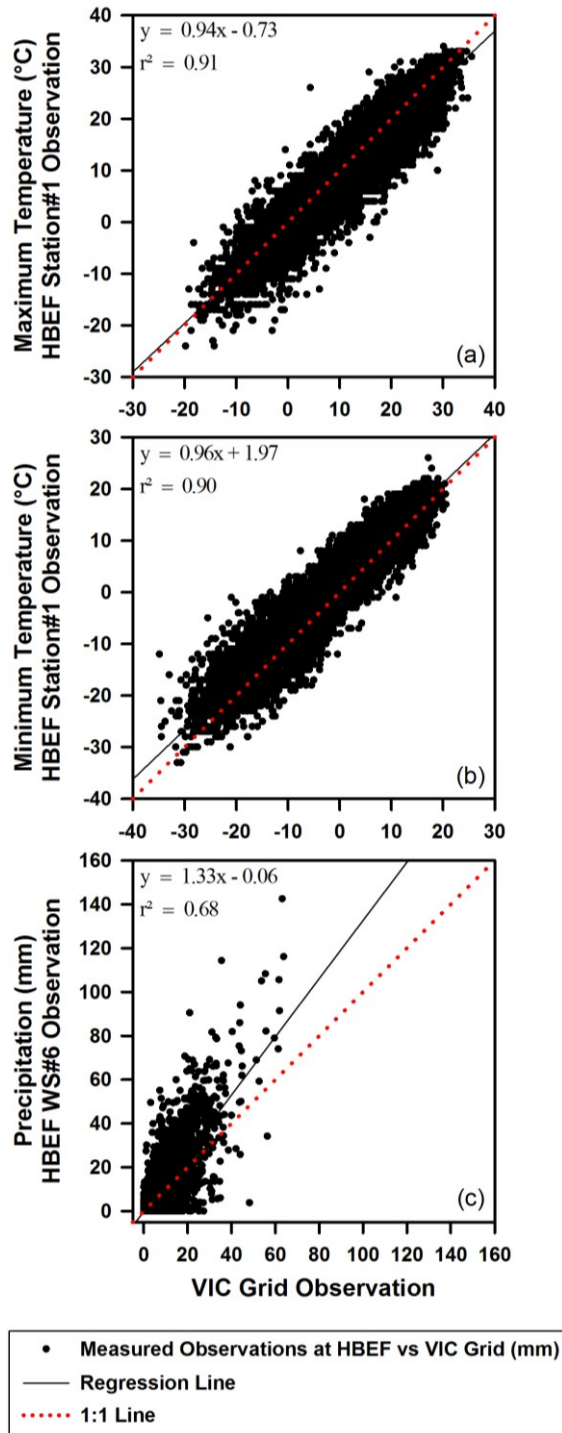 40
y = 0.94x - 0.73
r² = 0.91
30
20
10
0
-10
-20
-30
Maximum Temperature (°C)
HBEF Station#1 Observation
(a)
-30 -20 -10 0 10 20 30 40
30
y = 0.96x + 1.97
r² = 0.90
20
10
0
-10
-20
-30
-40
Minimum Temperature (°C)
HBEF Station#1 Observation
(b)
-40 -30 -20 -10 0 10 20 30
160
y = 1.33x - 0.06
r² = 0.68
140
120
100
80
60
40
20
0
Precipitation (mm)
HBEF WS#6 Observation
(c)
0 20 40 60 80 100 120 140 160
VIC Grid Observation
Measured Observations at HBEF vs VIC Grid (mm)
Regression Line
1:1 Line